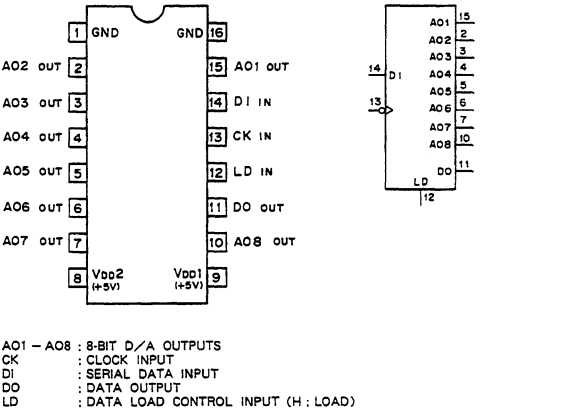 1 GND GND 16
AO2 OUT 2 15 AO1 OUT
AO3 OUT 3 14 DI IN
AO4 OUT 4 13 CK IN
AO5 OUT 5 12 LD IN
AO6 OUT 6 11 DO OUT
AO7 OUT 7 10 AO8 OUT
8 VDD2 VDD1 9
(+5V) (+5V)
AO1 15
AO2 2
AO3 3
14 DI AO4 4
AO5 5
13 AO6 6
AO7 7
AO8 10
DO 11
LD
12
AO1 – AO8 : 8-BIT D/A OUTPUTS
CK : CLOCK INPUT
DI : SERIAL DATA INPUT
DO : DATA OUTPUT
LD : DATA LOAD CONTROL INPUT (H : LOAD)